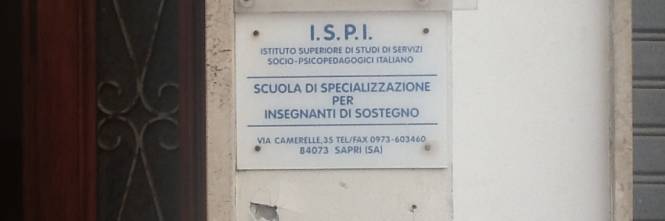 I.S.P.I.
ISTITUTO SUPERIORE DI STUDI DI SERVIZI
SOCIO-PSICOPEDAGOGICI ITALIANO
SCUOLA DI SPECIALIZZAZIONE
PER
INSEGNANTI DI SOSTEGNO
VIA CAMERELLE,35 TEL/FAX 0973-603460
84073 SAPRI (SA)